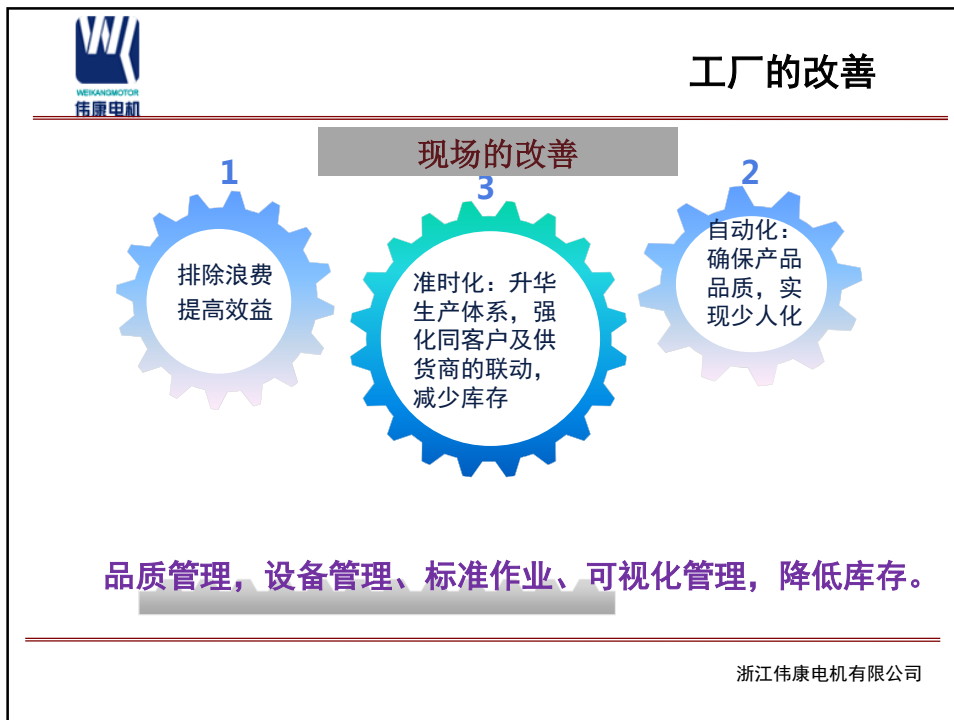 WEIKANGMOTOR
伟康电机
工厂的改善
现场的改善
1
排除浪费
提高效益
3
准时化：升华
生产体系，强
化同客户及供
货商的联动，
减少库存
2
自动化：
确保产品
品质，实
现少人化
品质管理，设备管理、标准作业、可视化管理，降低库存。
浙江伟康电机有限公司